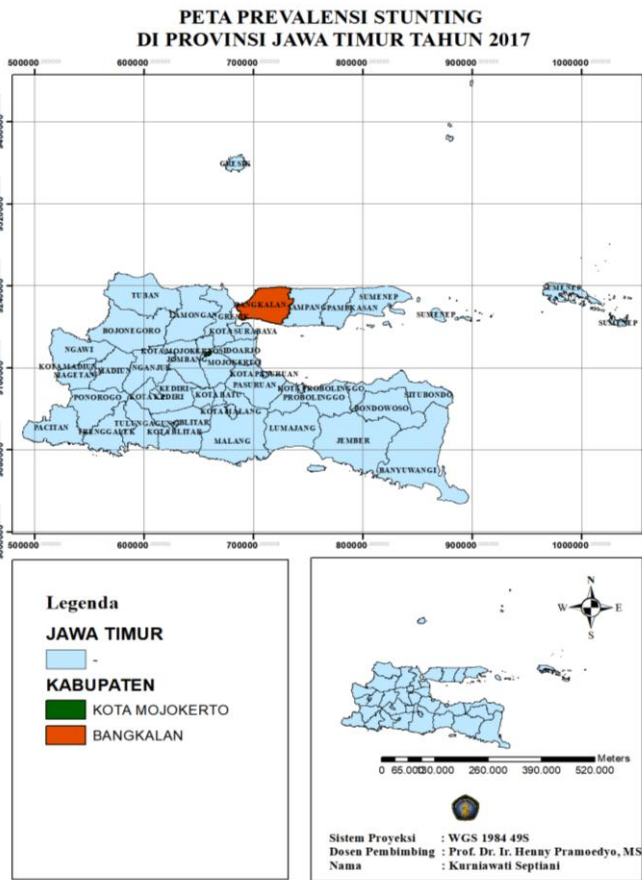 PETA PREVALENSI STUNTING
DI PROVINSI JAWA TIMUR TAHUN 2017
500000 600000 700000 800000 900000 1000000
GRESIK
TUBAN
LAMONGAN
GRESIK
BANGKALAN
SAMPANG
PAMEKASAN
SUMENEP
SUMENEP
SUMENEP
SUMENEP
BOJONEGORO
KOTA SURABAYA
NGAWI
KOTA MOJOKERTO
SIDOARJO
JOMBANG
MOJOKERTO
KOTA MADIUN
MAGETAN
MADIUN
NGANJUK
KOTA PASURUAN
PASURUAN
KEDIRI
KOTA KEDIRI
KOTA BATU
KOTA PROBOLINGGO
PROBOLINGGO
SITUBONDO
PONOROGO
KOTA MALANG
BONDOWOSO
PACITAN
TRENGGALEK
TULUNGAGUNG
BLITAR
KOTA BLITAR
MALANG
LUMAJANG
JEMBER
BANYUWANGI
500000 600000 700000 800000 900000 1000000
Legenda
JAWA TIMUR
-
KABUPATEN
KOTA MOJOKERTO
BANGKALAN
N
W E
S
Meters
0 65.000130.000 260.000 390.000 520.000
Sistem Proyeksi : WGS 1984 49S
Dosen Pembimbing : Prof. Dr. Ir. Henny Pramoedyo, MS
Nama : Kurniawati Septiani